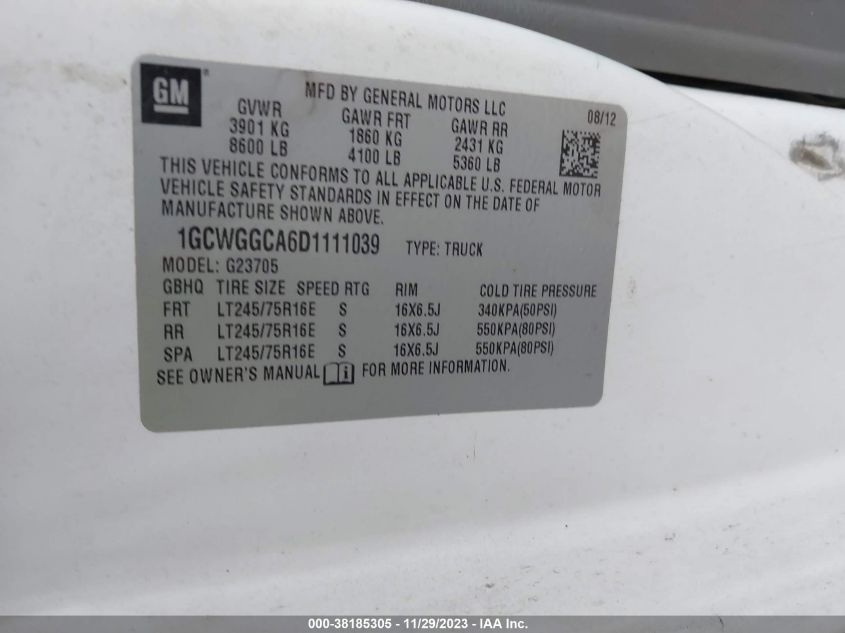 GM
MFD BY GENERAL MOTORS LLC
08/12
GVWR GAWR FRT GAWR RR
3901 KG 1860 KG 2431 KG
8600 LB 4100 LB 5360 LB
THIS VEHICLE CONFORMS TO ALL APPLICABLE U.S. FEDERAL MOTOR
VEHICLE SAFETY STANDARDS IN EFFECT ON THE DATE OF
MANUFACTURE SHOWN ABOVE.
1GCWGGCA6D1111039 TYPE: TRUCK
MODEL: G23705
GBHQ TIRE SIZE SPEED RTG RIM COLD TIRE PRESSURE
FRT LT245/75R16E S 16X6.5J 340KPA(50PSI)
RR LT245/75R16E S 16X6.5J 550KPA(80PSI)
SPA LT245/75R16E S 16X6.5J 550KPA(80PSI)
SEE OWNER'S MANUAL FOR MORE INFORMATION.
000-38185305 - 11/29/2023 - IAA Inc.